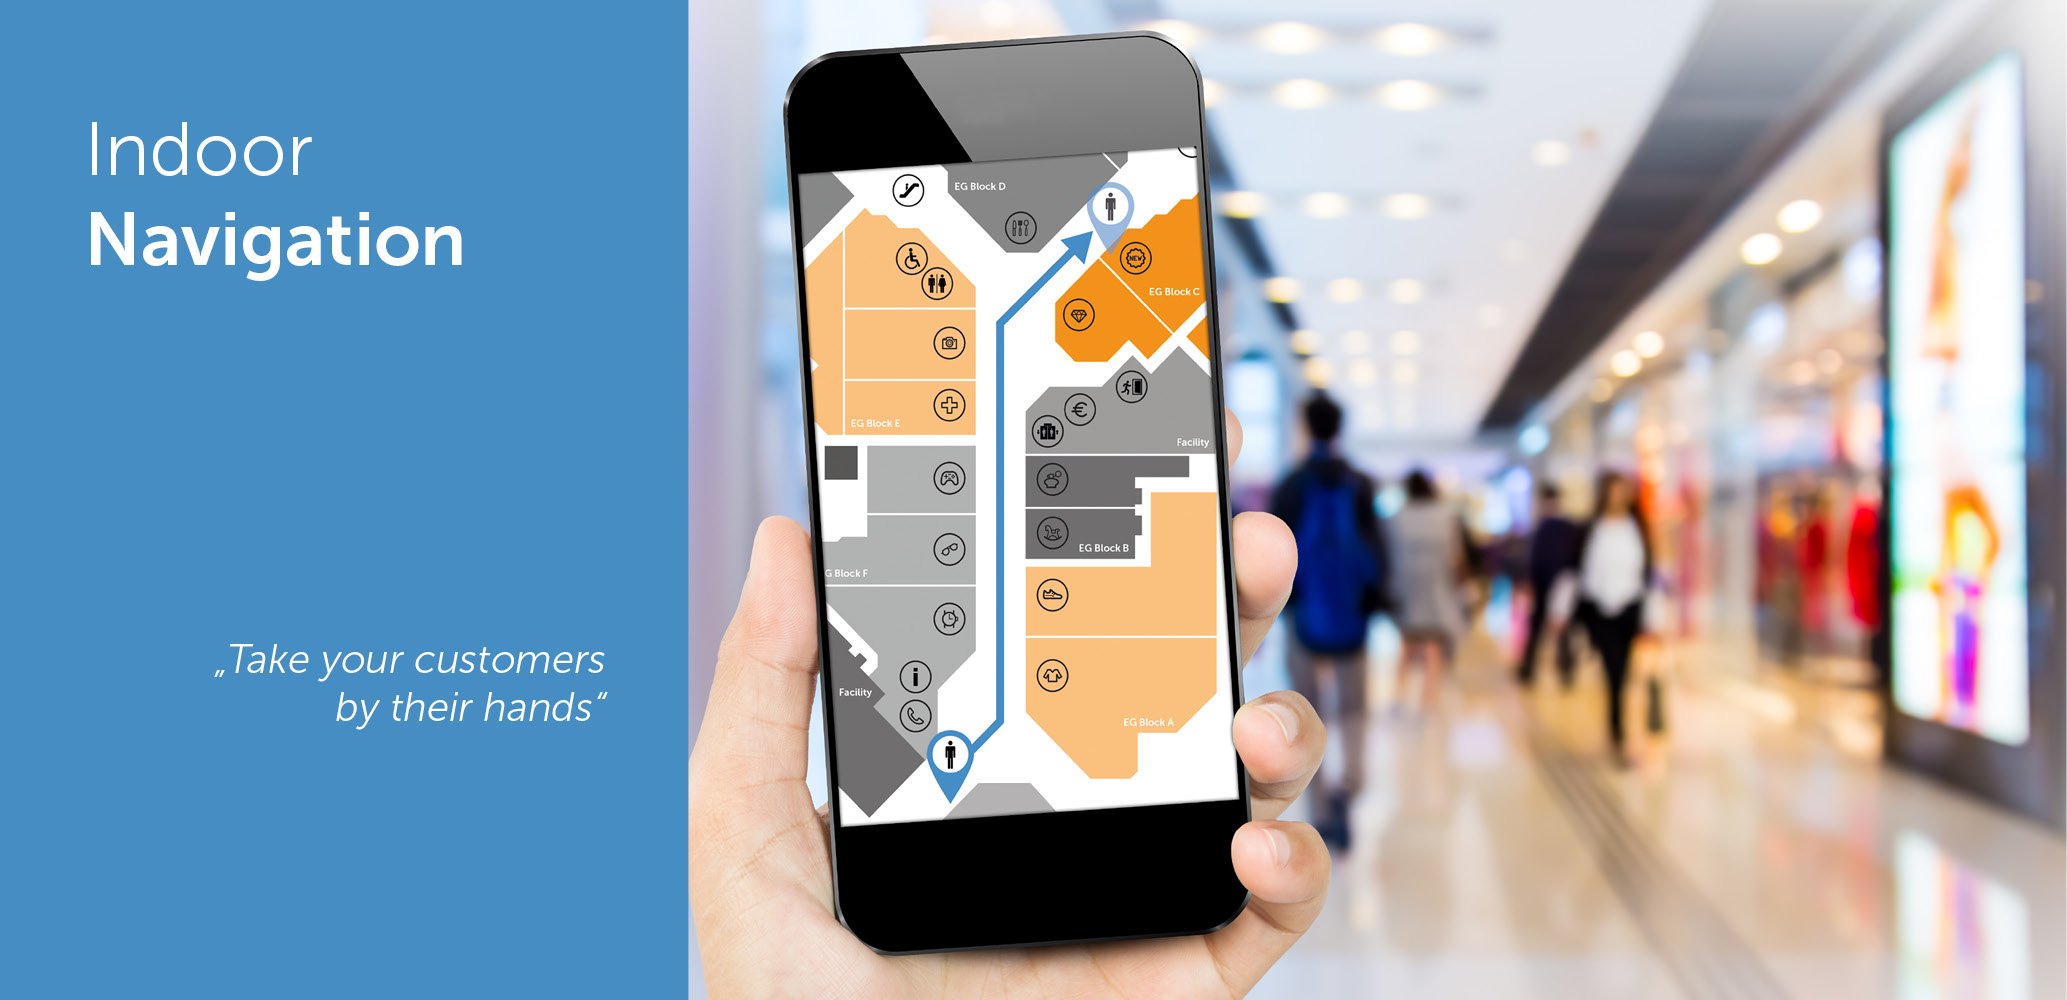 Indoor
Navigation
„Take your customers
by their hands“
EG Block D
NEW
EG Block C
EG Block E
Facility
G Block F
EG Block B
Facility
EG Block A